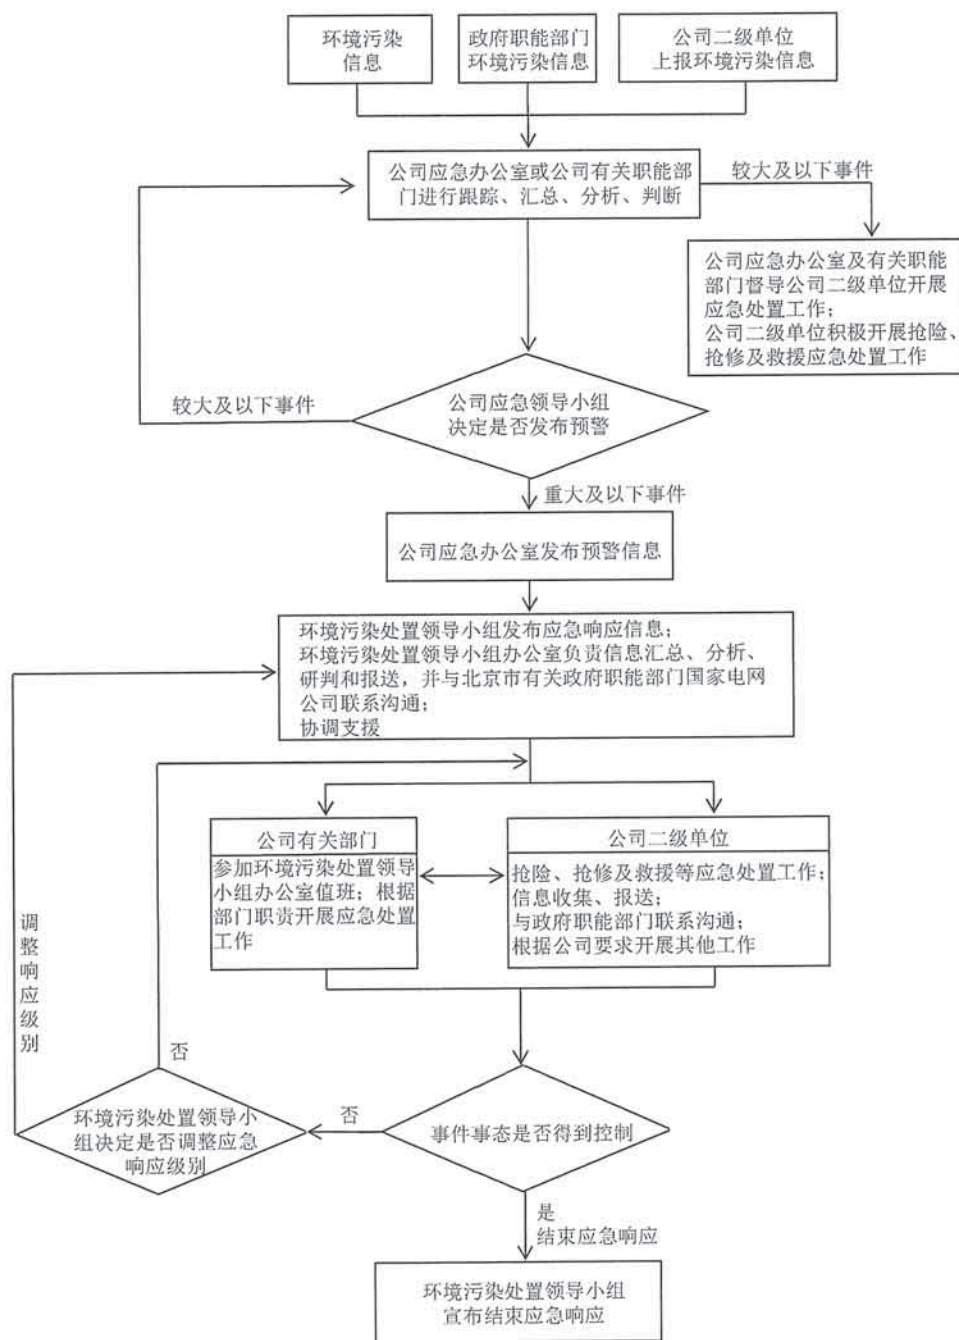 环境污染
信息
政府职能部门
环境污染信息
公司二级单位
上报环境污染信息
公司应急办公室或公司有关职能部
门进行跟踪、汇总、分析、判断
较大及以下事件
公司应急办公室及有关职能
部门督导公司二级单位开展
应急处置工作；
公司二级单位积极开展抢险、
抢修及救援应急处置工作
较大及以下事件
公司应急领导小组
决定是否发布预警
重大及以下事件
公司应急办公室发布预警信息
环境污染处置领导小组发布应急响应信息；
环境污染处置领导小组办公室负责信息汇总、分析、
研判和报送，并与北京市有关政府职能部门国家电网
公司联系沟通；
协调支援
公司有关部门
参加环境污染处置领导
小组办公室值班；根据
部门职责开展应急处置
工作
公司二级单位
抢险、抢修及救援等应急处置工作；
信息收集、报送；
与政府职能部门联系沟通；
根据公司要求开展其他工作
调整响应级别
否
环境污染处置领导小
组决定是否调整应急
响应级别
否
事件事态是否得到控制
是
结束应急响应
环境污染处置领导小组
宣布结束应急响应